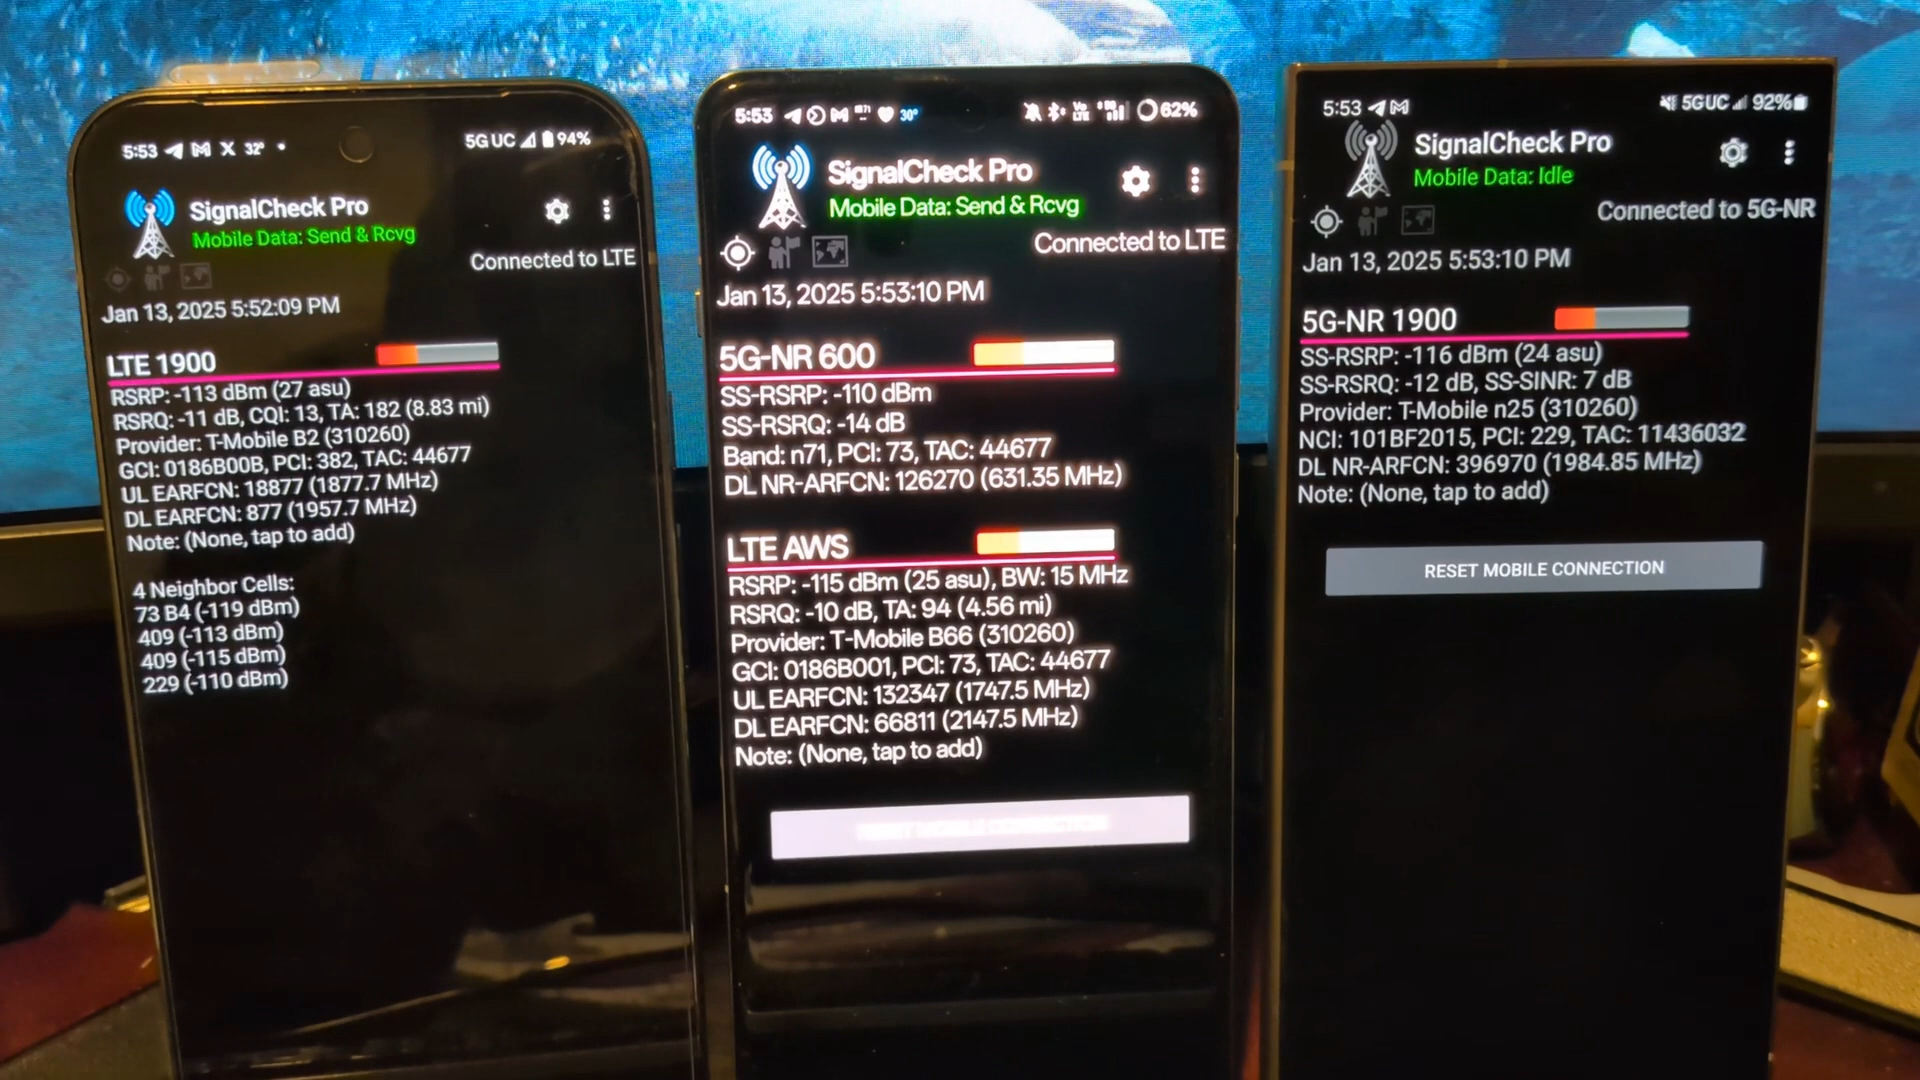 5:53 X 32°
5G UC 94%
SignalCheck Pro
Mobile Data: Send & Rcvg
Connected to LTE
Jan 13, 2025 5:52:09 PM
LTE 1900
RSRP: -113 dBm (27 asu)
RSRQ: -11 dB, CQI: 13, TA: 182 (8.83 mi)
Provider: T-Mobile B2 (310260)
GCI: 0186B00B, PCI: 382, TAC: 44677
UL EARFCN: 18877 (1877.7 MHz)
DL EARFCN: 877 (1957.7 MHz)
Note: (None, tap to add)
4 Neighbor Cells:
73 B4 (-119 dBm)
409 (-113 dBm)
409 (-115 dBm)
229 (-110 dBm)
5:53 30°
62%
SignalCheck Pro
Mobile Data: Send & Rcvg
Connected to LTE
Jan 13, 2025 5:53:10 PM
5G-NR 600
SS-RSRP: -110 dBm
SS-RSRQ: -14 dB
Band: n71, PCI: 73, TAC: 44677
DL NR-ARFCN: 126270 (631.35 MHz)
LTE AWS
RSRP: -115 dBm (25 asu), BW: 15 MHz
RSRQ: -10 dB, TA: 94 (4.56 mi)
Provider: T-Mobile B66 (310260)
GCI: 0186B001, PCI: 73, TAC: 44677
UL EARFCN: 132347 (1747.5 MHz)
DL EARFCN: 66811 (2147.5 MHz)
Note: (None, tap to add)
5:53
5GUC 92%
SignalCheck Pro
Mobile Data: Idle
Connected to 5G-NR
Jan 13, 2025 5:53:10 PM
5G-NR 1900
SS-RSRP: -116 dBm (24 asu)
SS-RSRQ: -12 dB, SS-SINR: 7 dB
Provider: T-Mobile n25 (310260)
NCI: 101BF2015, PCI: 229, TAC: 11436032
DL NR-ARFCN: 396970 (1984.85 MHz)
Note: (None, tap to add)
RESET MOBILE CONNECTION